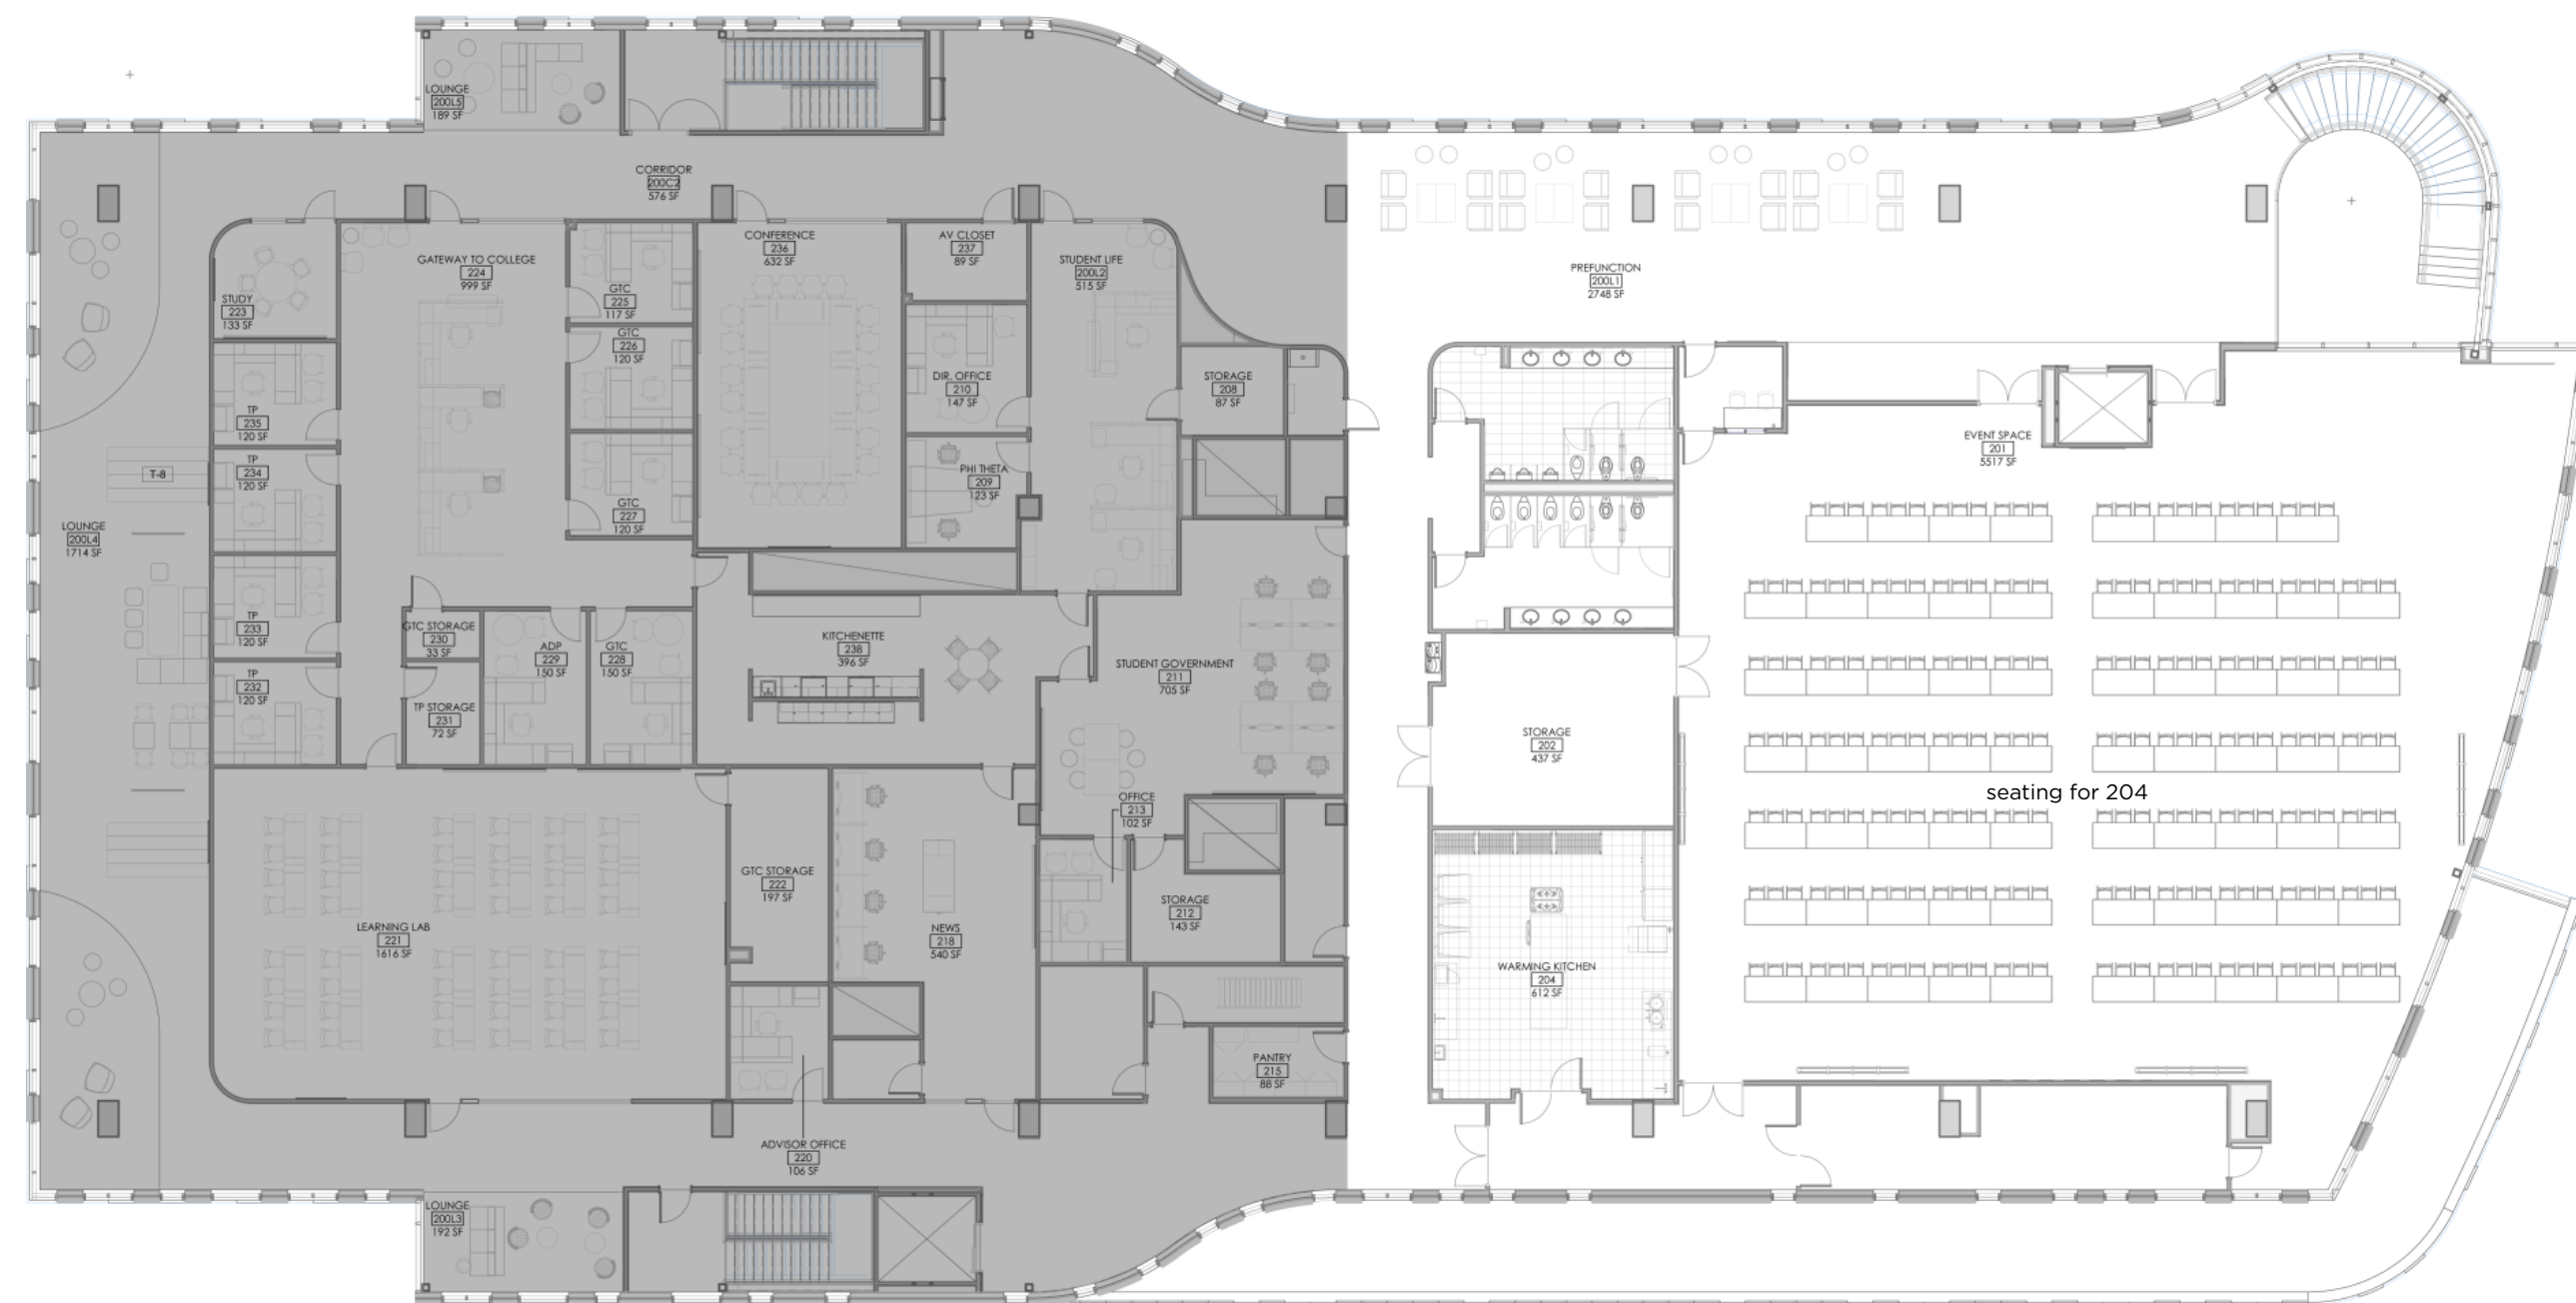 LOUNGE
200L5
189 SF
CORRIDOR
200C2
576 SF
GATEWAY TO COLLEGE
224
999 SF
CONFERENCE
236
632 SF
AV CLOSET
237
89 SF
STUDENT LIFE
200L2
515 SF
PREFUNCTION
200L1
2748 SF
STUDY
223
133 SF
GTC
225
117 SF
GTC
226
120 SF
DIR. OFFICE
210
147 SF
STORAGE
208
87 SF
TP
235
120 SF
EVENT SPACE
201
5517 SF
TP
234
120 SF
T-8
PHI THETA
209
123 SF
GTC
227
120 SF
LOUNGE
200L4
1714 SF
TP
233
120 SF
GTC STORAGE
230
33 SF
ADP
229
150 SF
GTC
228
150 SF
KITCHENETTE
238
396 SF
STUDENT GOVERNMENT
211
705 SF
TP
232
120 SF
TP STORAGE
231
72 SF
STORAGE
202
437 SF
seating for 204
OFFICE
213
102 SF
GTC STORAGE
222
197 SF
STORAGE
212
143 SF
LEARNING LAB
221
1616 SF
NEWS
218
540 SF
WARMING KITCHEN
204
612 SF
PANTRY
215
88 SF
ADVISOR OFFICE
220
106 SF
LOUNGE
200L3
192 SF